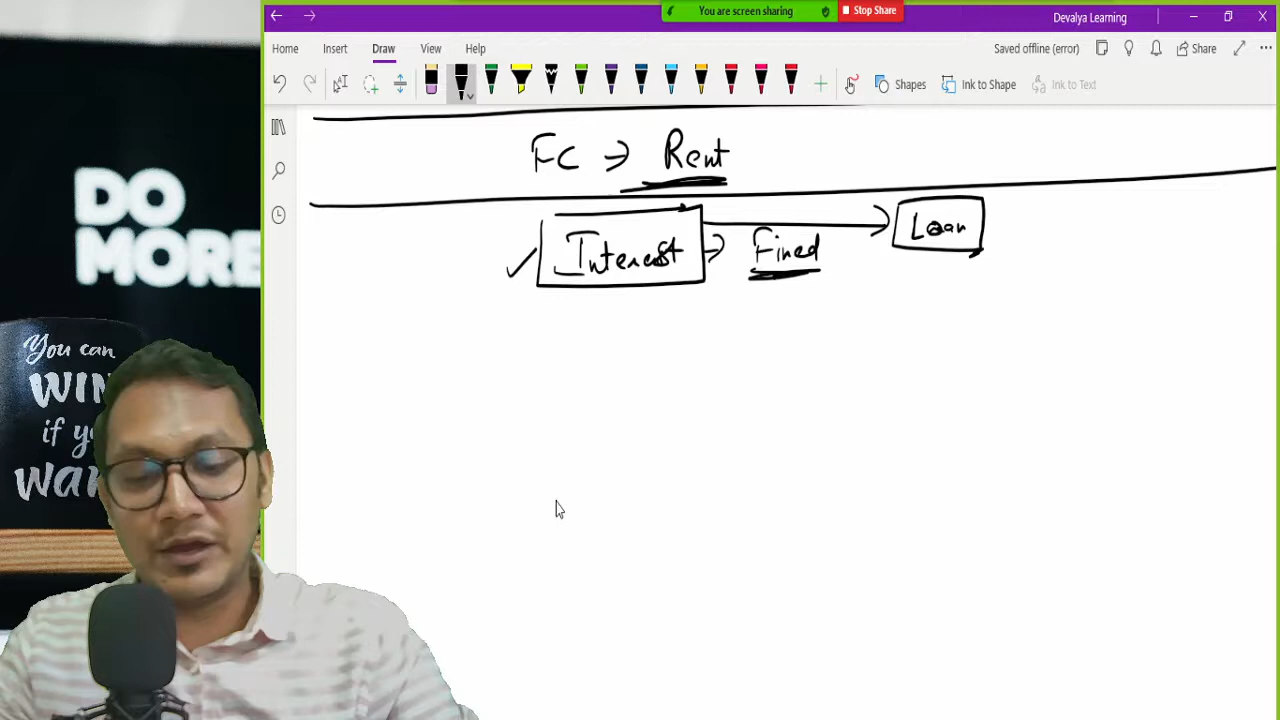 You are screen sharing
Stop Share
Devalya Learning
Home Insert Draw View Help
Saved offline (error)
Share
Shapes
Ink to Shape
Ink to Text
FC → Rent
Interest → Fixed → Loan
DO
MORE
You can
WIN
if yo
wan